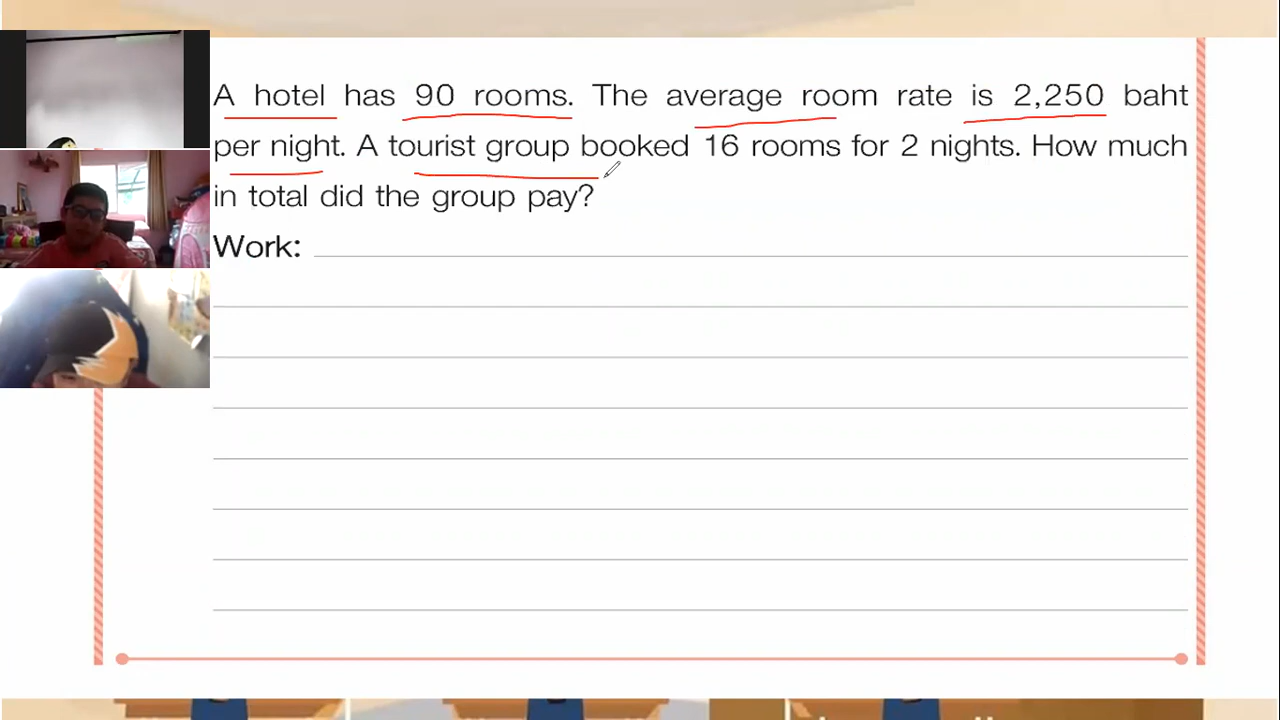 A hotel has 90 rooms. The average room rate is 2,250 baht
per night. A tourist group booked 16 rooms for 2 nights. How much
in total did the group pay?
Work: